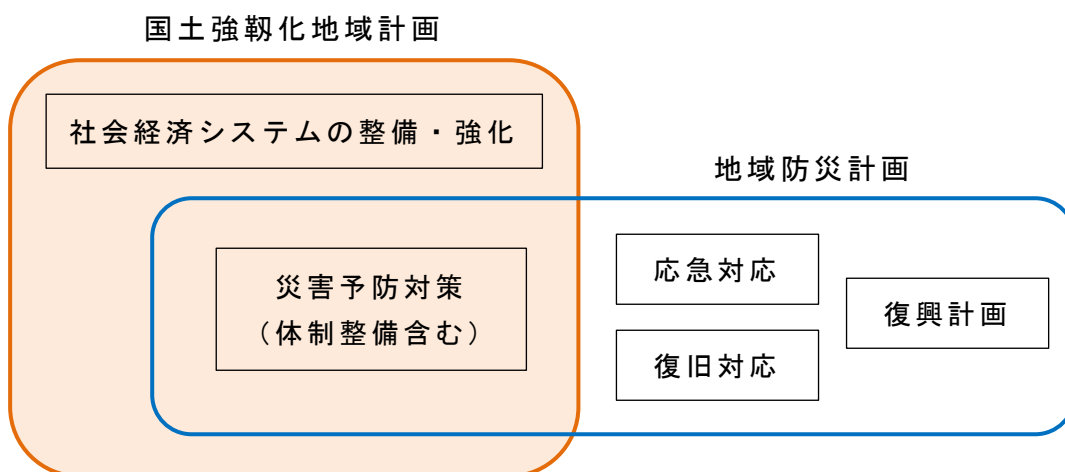 国土強靱化地域計画
社会経済システムの整備・強化
地域防災計画
災害予防対策
（体制整備含む）
応急対応
復旧対応
復興計画